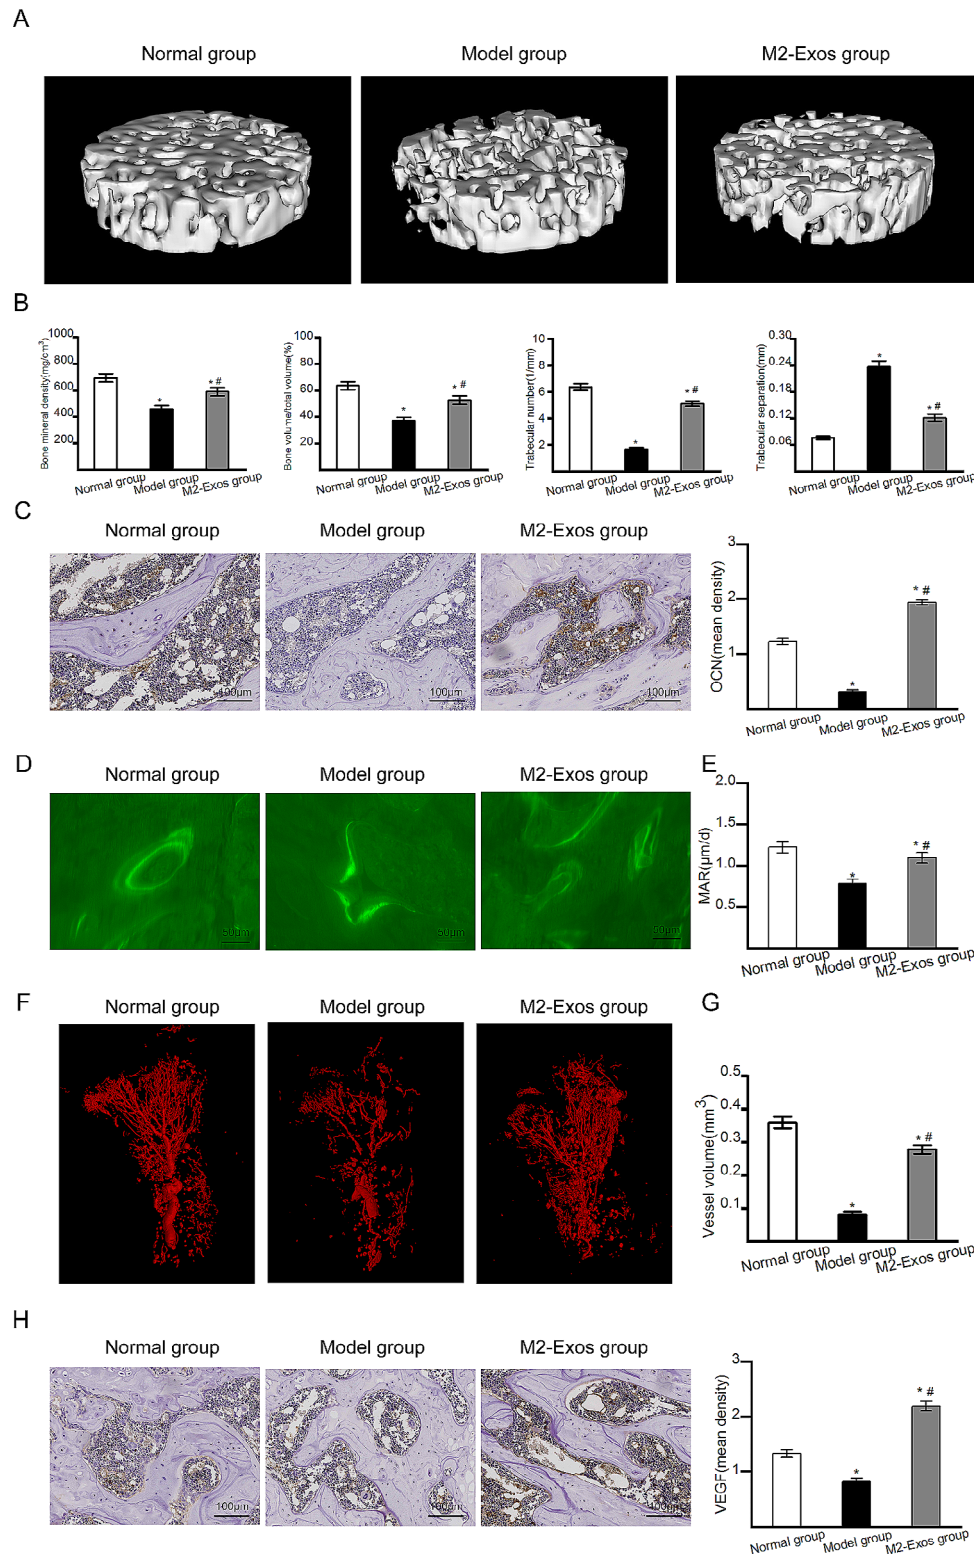 A
Normal group Model group M2-Exos group
B
Bone mineral density(mg/cm³)
1000
800
600
400
200
*
* #
Normal group Model group M2-Exos group
Bone volume/total volume(%)
100
80
60
40
20
*
* #
Normal group Model group M2-Exos group
Trabecular number(1/mm)
10
8
6
4
2
*
* #
Normal group Model group M2-Exos group
Trabecular separation(mm)
0.30
0.24
0.18
0.12
0.06
*
* #
Normal group Model group M2-Exos group
C
Normal group Model group M2-Exos group
100µm 100µm 100µm
OCN(mean density)
3
2
1
*
* #
Normal group Model group M2-Exos group
D
Normal group Model group M2-Exos group
50µm 50µm 50µm
E
MAR(µm/d)
2.0
1.5
1.0
0.5
*
* #
Normal group Model group M2-Exos group
F
Normal group Model group M2-Exos group
G
Vessel volume(mm³)
0.5
0.4
0.3
0.2
0.1
*
* #
Normal group Model group M2-Exos group
H
Normal group Model group M2-Exos group
100µm 100µm 100µm
VEGF(mean density)
3
2
1
*
* #
Normal group Model group M2-Exos group